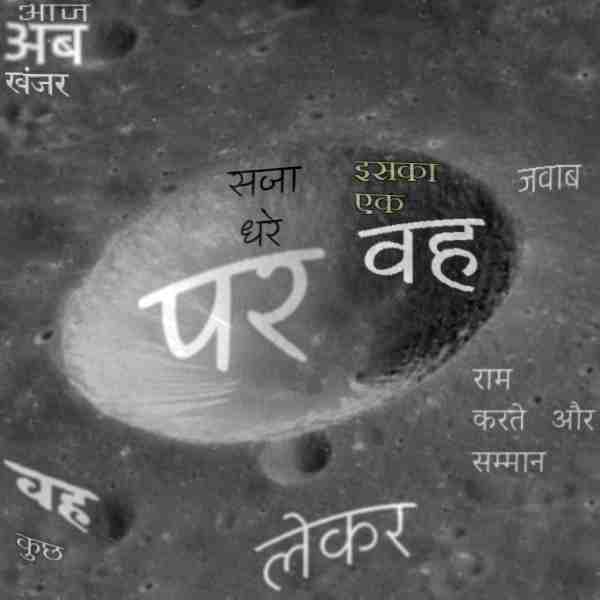 आज
अब
खंजर
सजा
धरे
इसका
एक
जवाब
वह
पर
राम
करते और
सम्मान
वह
कुछ
लेकर